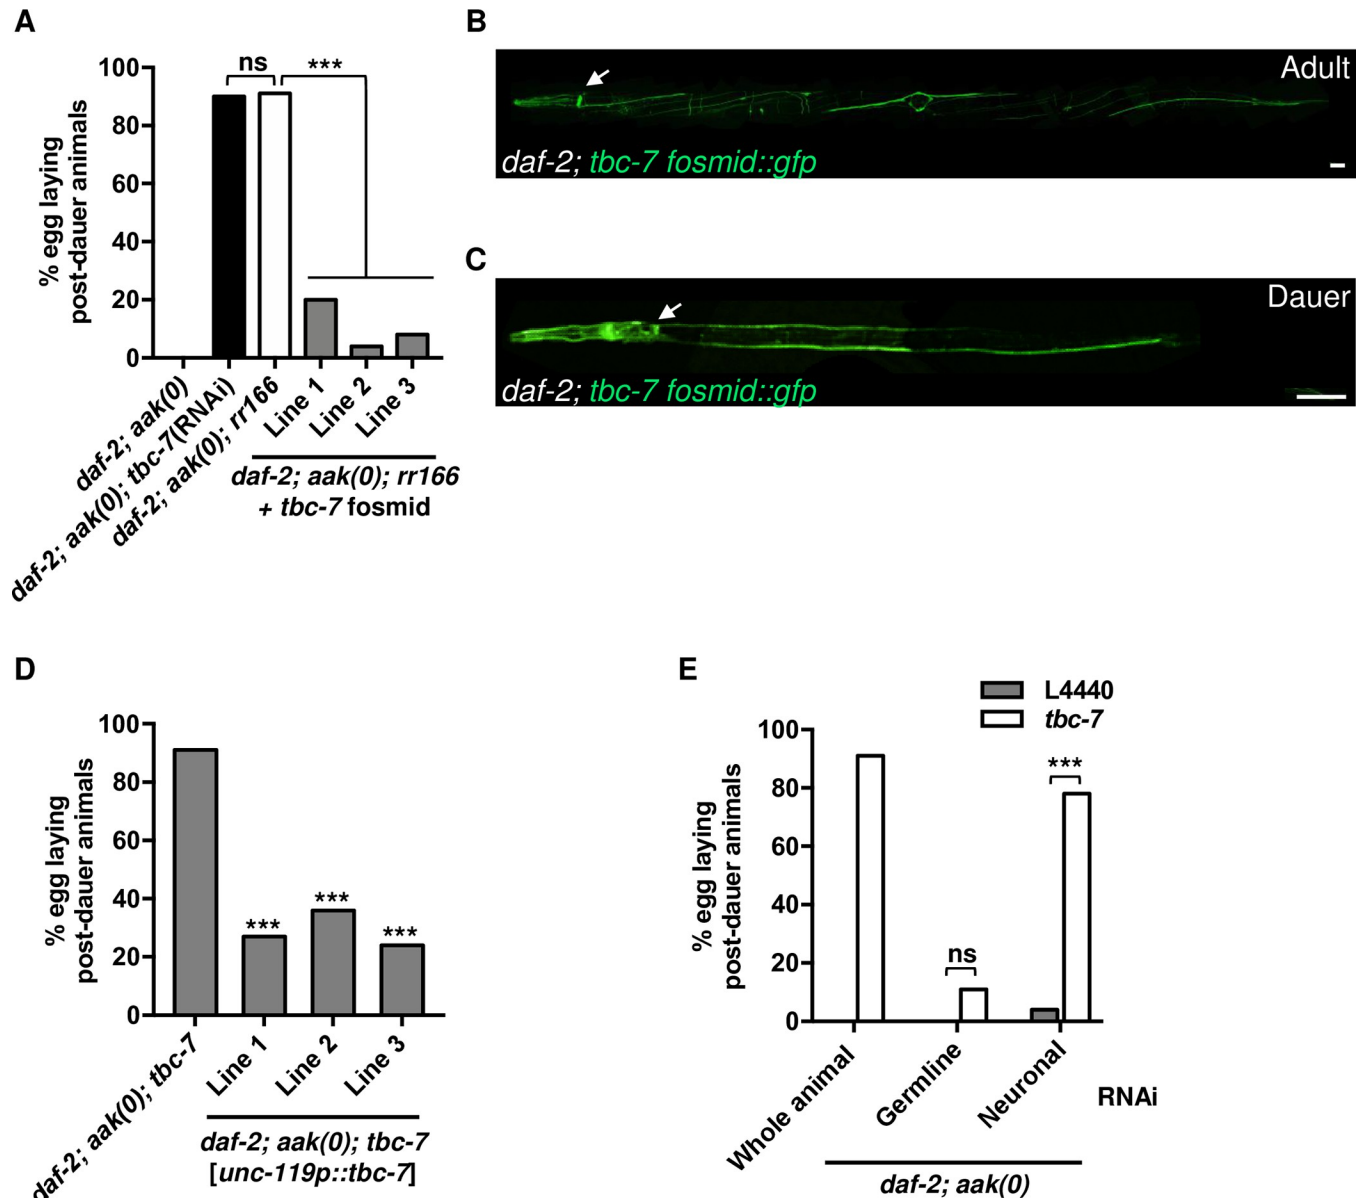 A
% egg laying
post-dauer animals
100
80
60
40
20
0
ns
***
daf-2; aak(0)
daf-2; aak(0); tbc-7(RNAi)
daf-2; aak(0); rr166
Line 1
Line 2
Line 3
daf-2; aak(0); rr166
+ tbc-7 fosmid
B
Adult
daf-2; tbc-7 fosmid::gfp
C
Dauer
daf-2; tbc-7 fosmid::gfp
D
% egg laying
post-dauer animals
100
80
60
40
20
0
***
***
***
daf-2; aak(0); tbc-7
Line 1
Line 2
Line 3
daf-2; aak(0); tbc-7
[unc-119p::tbc-7]
E
L4440
tbc-7
% egg laying
post-dauer animals
100
80
60
40
20
0
ns
***
Whole animal
Germline
Neuronal
RNAi
daf-2; aak(0)